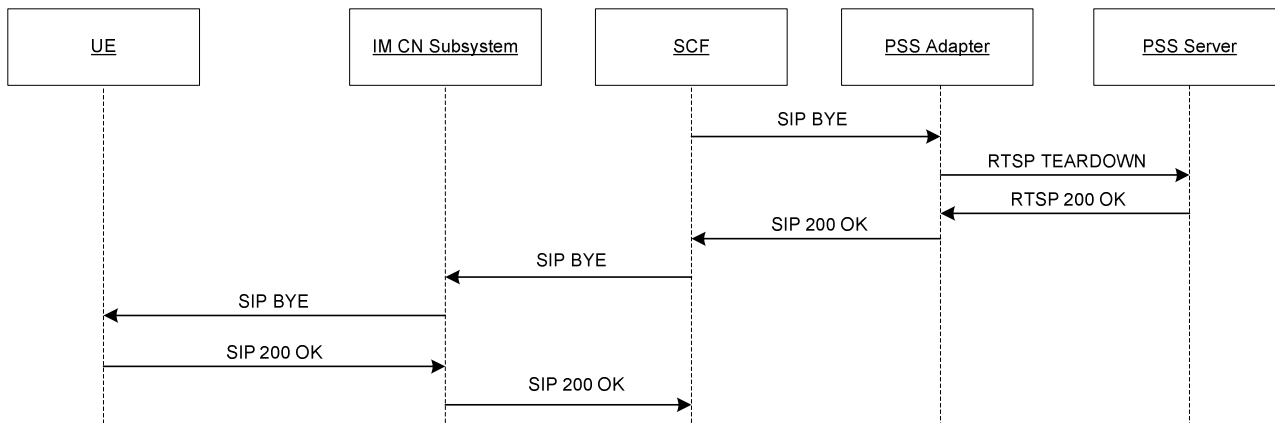 UE
IM CN Subsystem
SCF
PSS Adapter
PSS Server
SIP BYE
RTSP TEARDOWN
RTSP 200 OK
SIP 200 OK
SIP BYE
SIP BYE
SIP 200 OK
SIP 200 OK